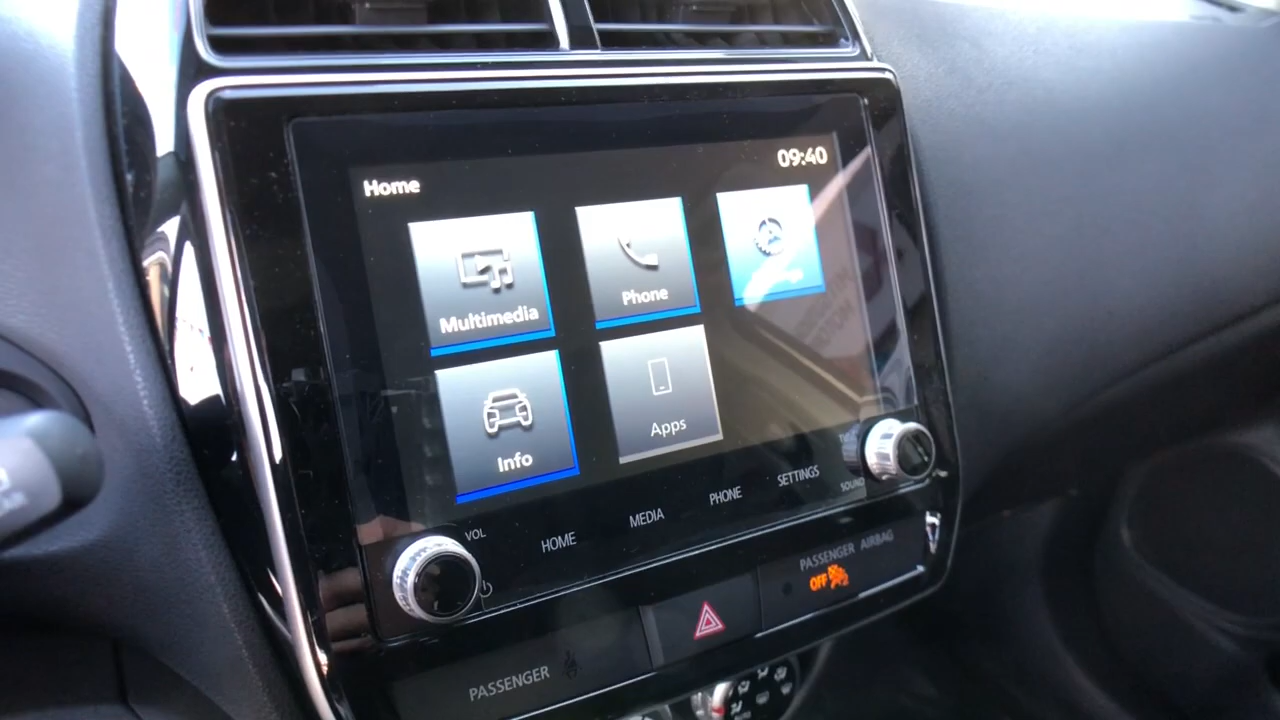 09:40
Home
Multimedia
Phone
Info
Apps
VOL
HOME
MEDIA
PHONE
SETTINGS
SOUND
PASSENGER AIRBAG
OFF
PASSENGER